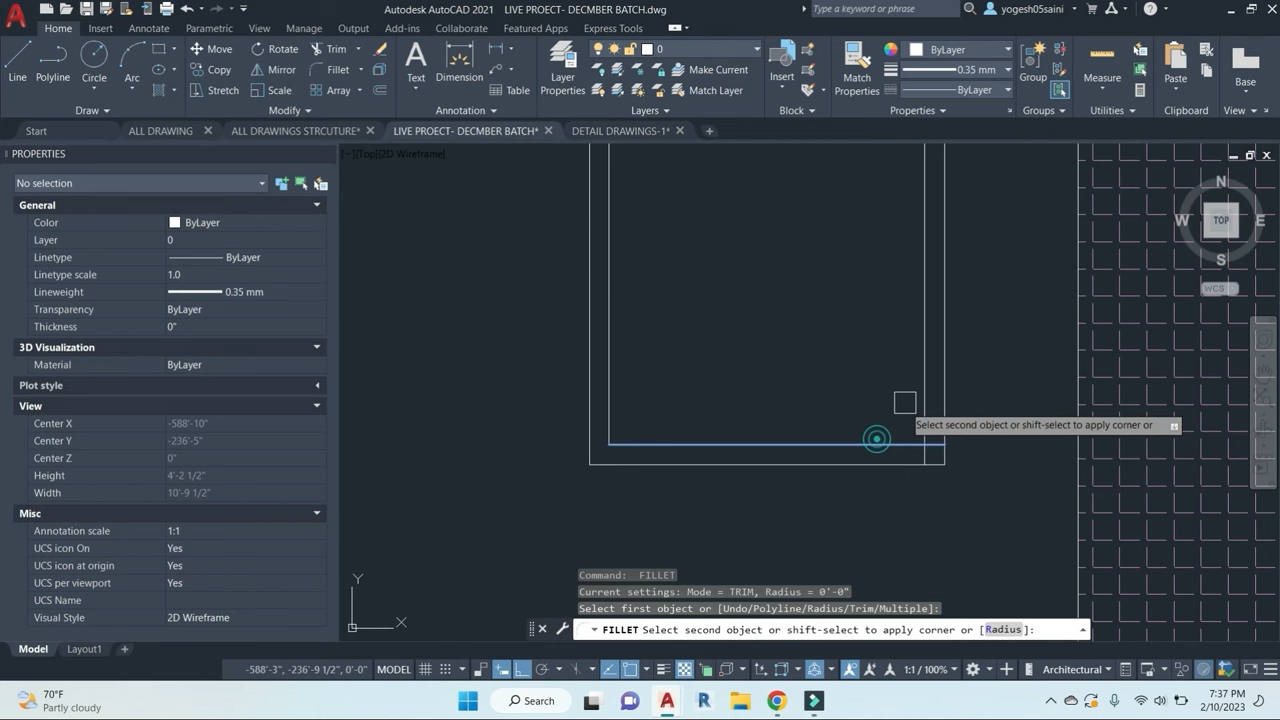 Autodesk AutoCAD 2021 LIVE PROECT- DECMBER BATCH.dwg
Type a keyword or phrase
yogesh05saini
Home Insert Annotate Parametric View Manage Output Add-ins Collaborate Featured Apps Express Tools
Line Polyline Circle Arc
Move Rotate Trim
Copy Mirror Fillet
Stretch Scale Array
Text Dimension
Table
Layer Properties
0
Make Current
Match Layer
Insert
Match Properties
ByLayer
0.35 mm
ByLayer
Group
Measure
Paste
Base
Draw Modify Annotation Layers Block Properties Groups Utilities Clipboard View
Start ALL DRAWING ALL DRAWINGS STRCUTURE* LIVE PROECT- DECMBER BATCH* DETAIL DRAWINGS-1*
PROPERTIES
[−][Top][2D Wireframe]
No selection
General
Color ByLayer
Layer 0
Linetype ByLayer
Linetype scale 1.0
Lineweight 0.35 mm
Transparency ByLayer
Thickness 0"
3D Visualization
Material ByLayer
Plot style
View
Center X -588'-10"
Center Y -236'-5"
Center Z 0"
Height 4'-2 1/2"
Width 10'-9 1/2"
Misc
Annotation scale 1:1
UCS icon On Yes
UCS icon at origin Yes
UCS per viewport Yes
UCS Name
Visual Style 2D Wireframe
N
W TOP E
S
WCS
Select second object or shift-select to apply corner or
Y
X
Command: FILLET
Current settings: Mode = TRIM, Radius = 0'-0"
Select first object or [Undo/Polyline/Radius/Trim/Multiple]:
FILLET Select second object or shift-select to apply corner or [Radius]:
Model Layout1
-588'-3", -236'-9 1/2", 0'-0" MODEL 1:1 / 100% Architectural
70°F
Partly cloudy
Search
7:37 PM
2/10/2023